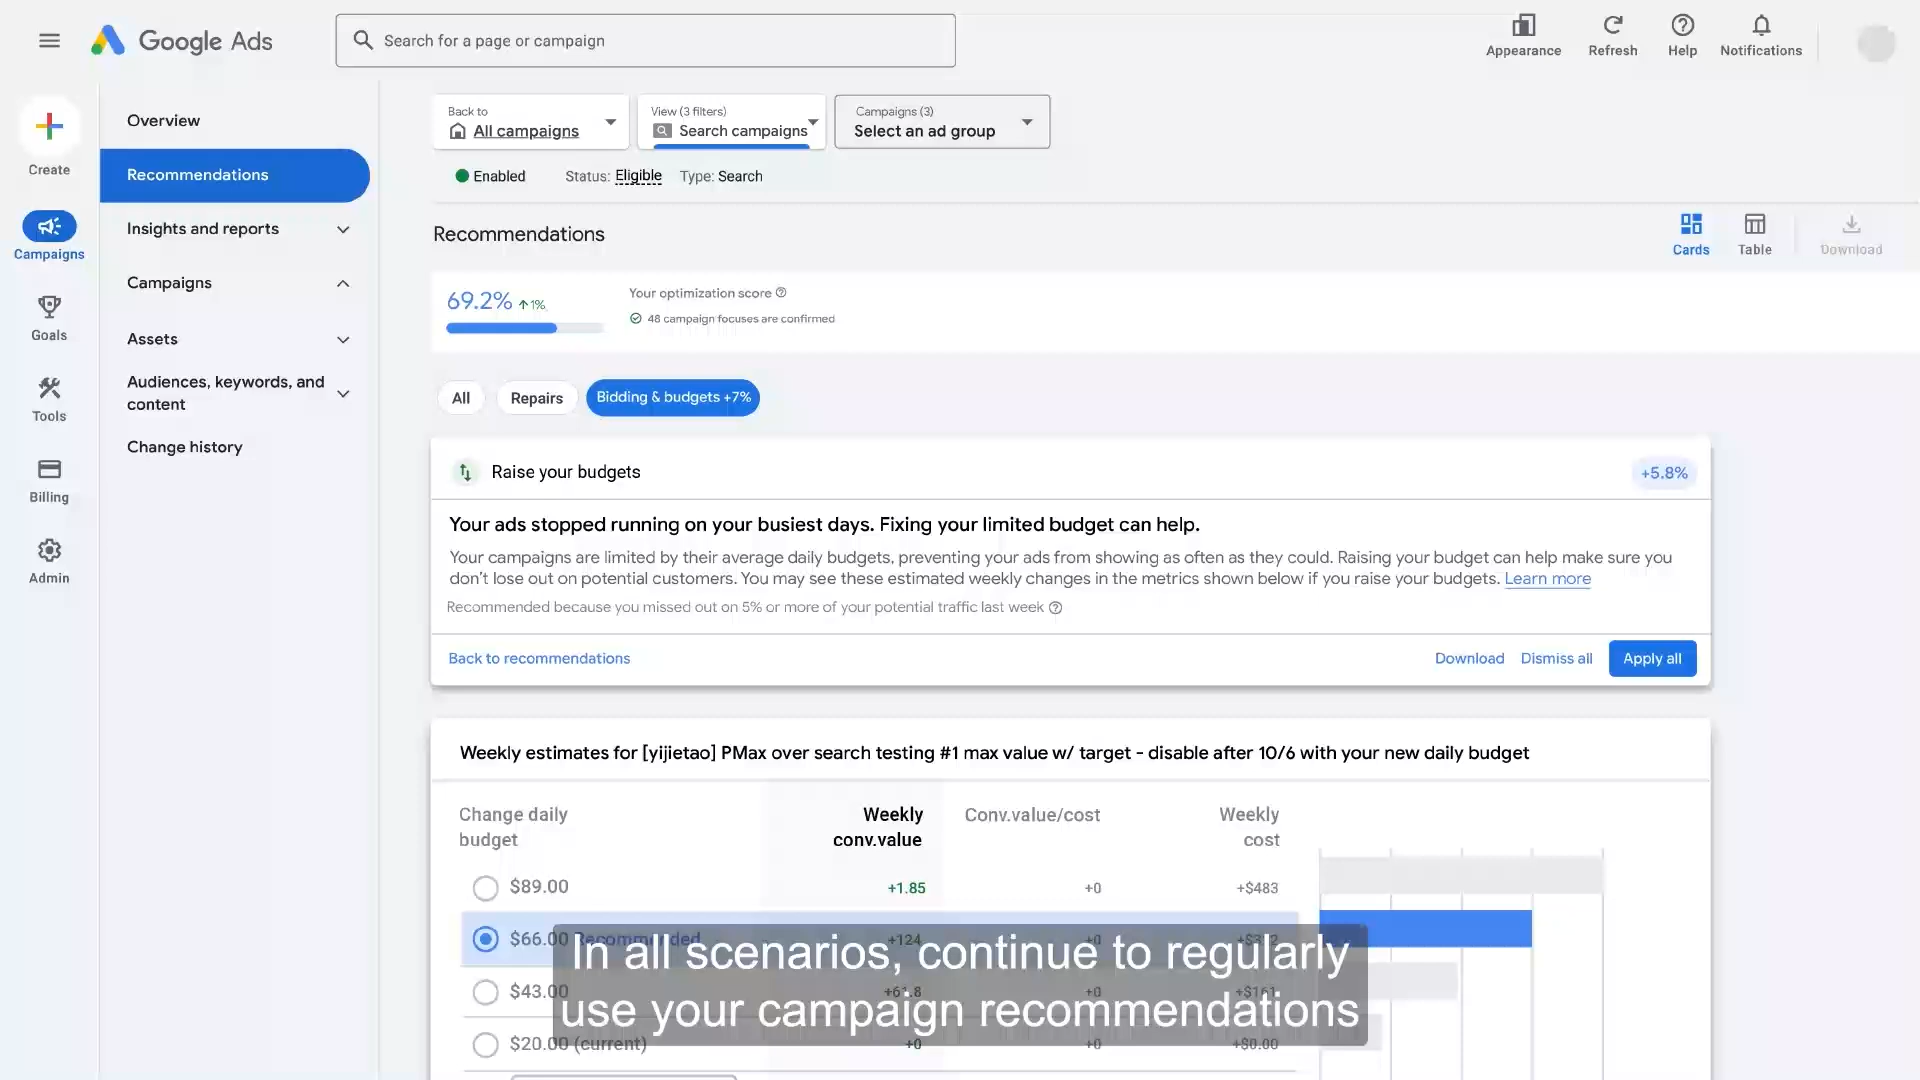 Google Ads
Search for a page or campaign
Appearance
Refresh
Help
Notifications
Create
Campaigns
Goals
Tools
Billing
Admin
Overview
Recommendations
Insights and reports
Campaigns
Assets
Audiences, keywords, and
content
Change history
Back to
All campaigns
View (3 filters)
Search campaigns
Campaigns (3)
Select an ad group
Enabled
Status: Eligible
Type: Search
Recommendations
Cards
Table
Download
69.2% ↑1%
Your optimization score
48 campaign focuses are confirmed
All
Repairs
Bidding & budgets +7%
Raise your budgets
+5.8%
Your ads stopped running on your busiest days. Fixing your limited budget can help.
Your campaigns are limited by their average daily budgets, preventing your ads from showing as often as they could. Raising your budget can help make sure you
don't lose out on potential customers. You may see these estimated weekly changes in the metrics shown below if you raise your budgets. Learn more
Recommended because you missed out on 5% or more of your potential traffic last week
Back to recommendations
Download
Dismiss all
Apply all
Weekly estimates for [yijietao] PMax over search testing #1 max value w/ target - disable after 10/6 with your new daily budget
Change daily
budget
Weekly
conv.value
Conv.value/cost
Weekly
cost
$89.00 +1.85 +0 +$483
$66.00 Recommended +124 +0
$43.00 +61.8 +0 +$161
$20.00 (current) +0 +0 +$0.00
In all scenarios, continue to regularly
use your campaign recommendations